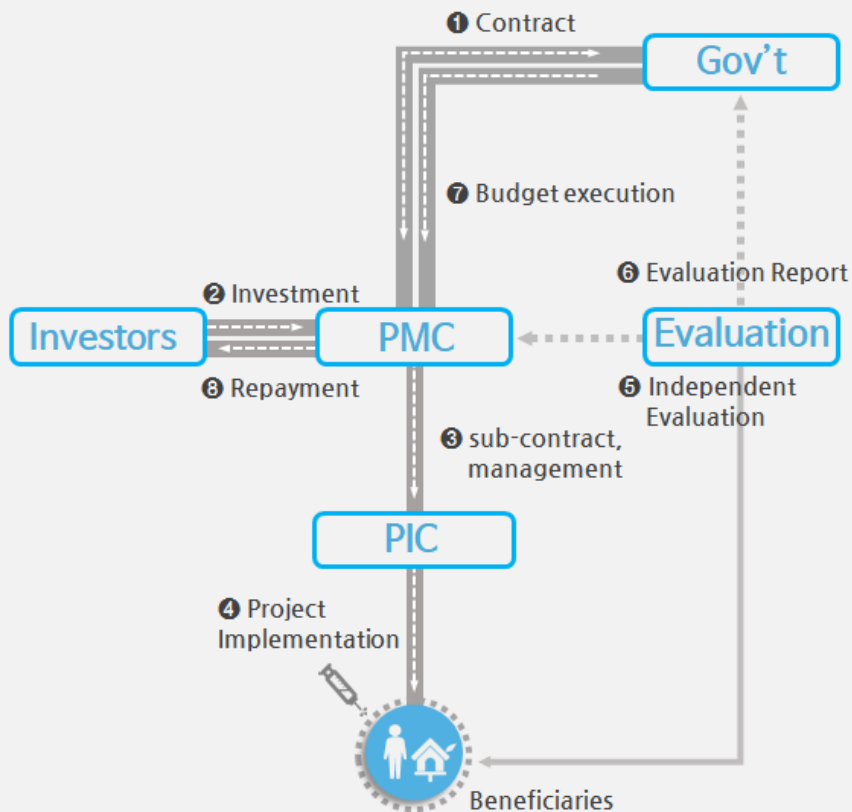 ❶ Contract
Gov't
❼ Budget execution
❻ Evaluation Report
❷ Investment
Investors
PMC
Evaluation
❽ Repayment
❺ Independent
Evaluation
❸ sub-contract,
management
PIC
❹ Project
Implementation
Beneficiaries